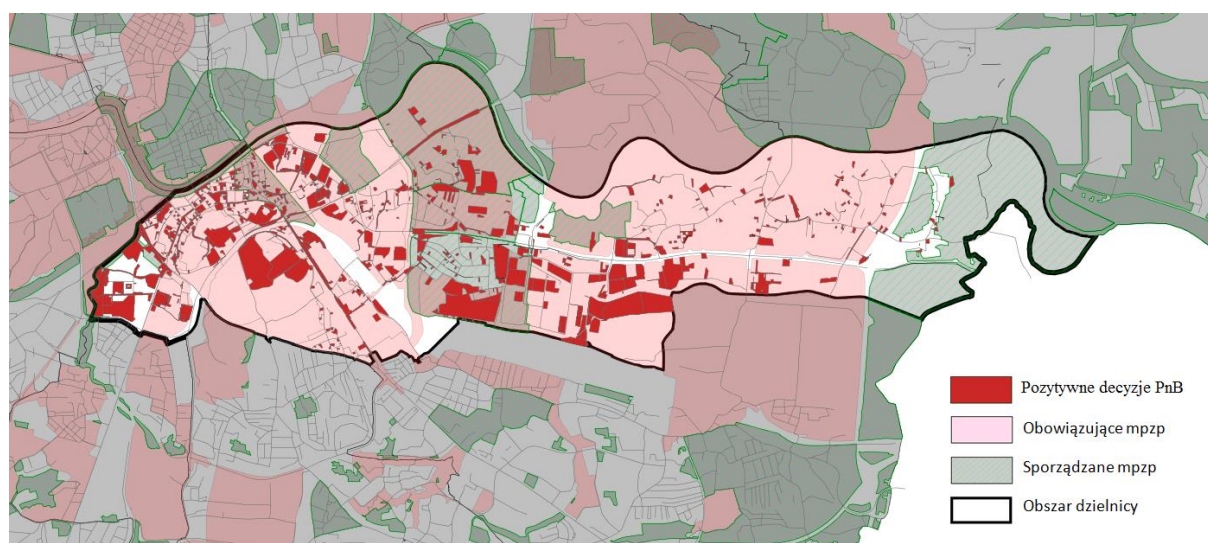 Pozytywne decyzje PnB
Obowiązujące mpzp
Sporządzane mpzp
Obszar dzielnicy